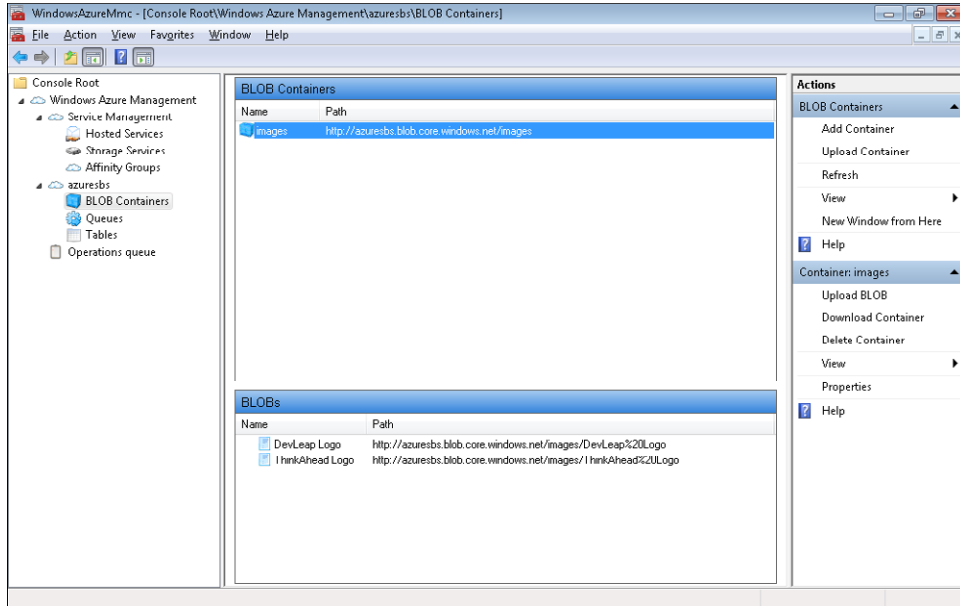 WindowsAzureMmc - [Console Root\Windows Azure Management\azuresbs\BLOB Containers]
File Action View Favorites Window Help
Console Root
Windows Azure Management
Service Management
Hosted Services
Storage Services
Affinity Groups
azuresbs
BLOB Containers
Queues
Tables
Operations queue
BLOB Containers
Name Path
images http://azuresbs.blob.core.windows.net/images
BLOBs
Name Path
DevLeap Logo http://azuresbs.blob.core.windows.net/images/DevLeap%20Logo
ThinkAhead Logo http://azuresbs.blob.core.windows.net/images/ThinkAhead%20Logo
Actions
BLOB Containers
Add Container
Upload Container
Refresh
View
New Window from Here
Help
Container: images
Upload BLOB
Download Container
Delete Container
View
Properties
Help